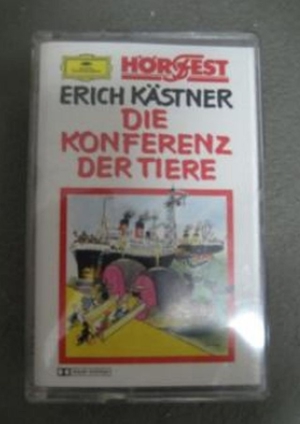 HÖRFEST
ERICH KÄSTNER
DIE
KONFERENZ
DER TIERE